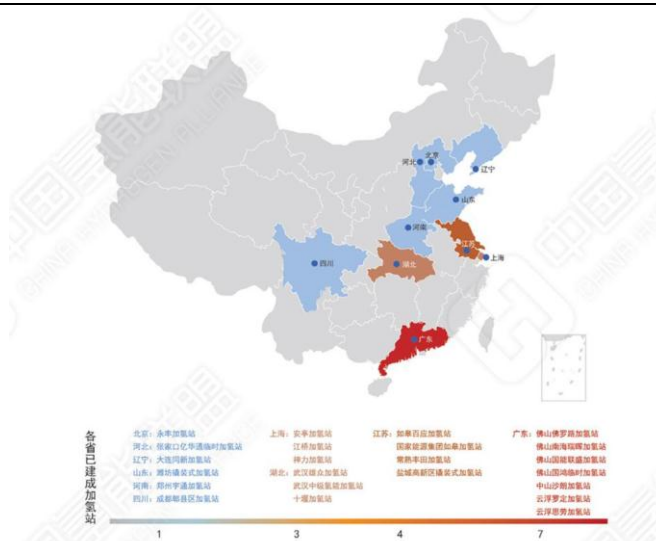 北京
河北
辽宁
山东
河南
江苏
上海
四川
湖北
广东
各省已建成加氢站
北京：永丰加氢站
河北：张家口亿华通临时加氢站
辽宁：大连同新加氢站
山东：潍坊撬装式加氢站
河南：郑州宇通加氢站
四川：成都郫县区加氢站
上海：安亭加氢站
江桥加氢站
神力加氢站
湖北：武汉雄众加氢站
武汉中极氢能加氢站
十堰加氢站
江苏：如皋百应加氢站
国家能源集团如皋加氢站
常熟丰田加氢站
盐城高新区撬装式加氢站
广东：佛山佛罗路加氢站
佛山南海瑞晖加氢站
佛山国能联盛加氢站
佛山国鸿临时加氢站
中山沙朗加氢站
云浮罗定加氢站
云浮思劳加氢站
1 3 4 7
中国氢能联盟
CHINA HYDROGEN ALLIANCE